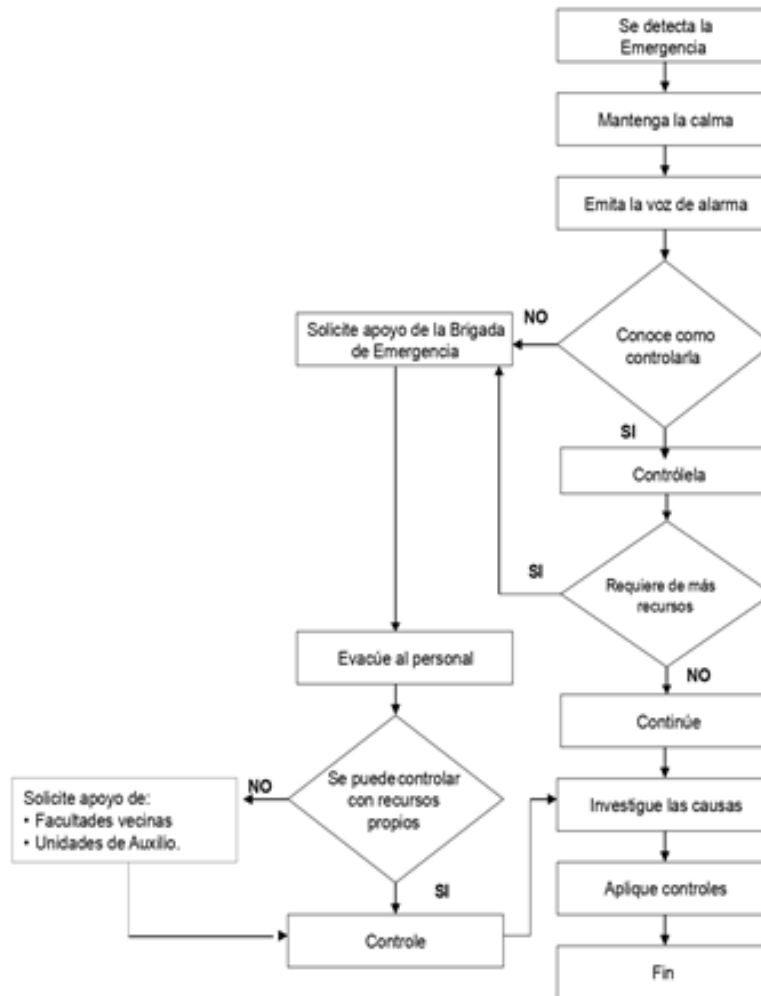 Se detecta la
Emergencia
Mantenga la calma
Emita la voz de alarma
Conoce como
controlarla
NO
Solicite apoyo de la Brigada
de Emergencia
SI
Contrólela
Requiere de más
recursos
SI
NO
Continúe
Evacúe al personal
Se puede controlar
con recursos
propios
NO
Solicite apoyo de:
• Facultades vecinas
• Unidades de Auxilio.
SI
Controle
Investigue las causas
Aplique controles
Fin